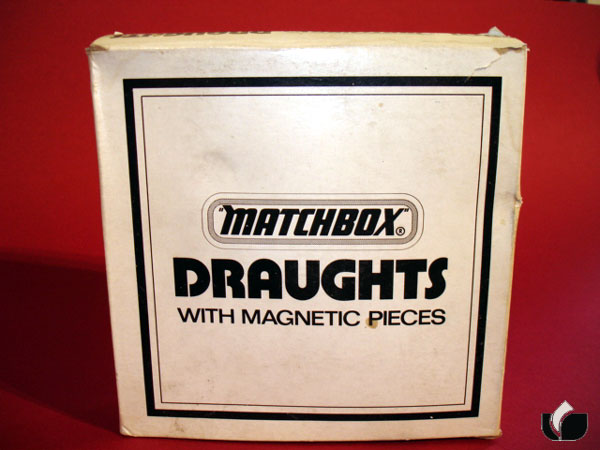 "MATCHBOX"®
DRAUGHTS
WITH MAGNETIC PIECES